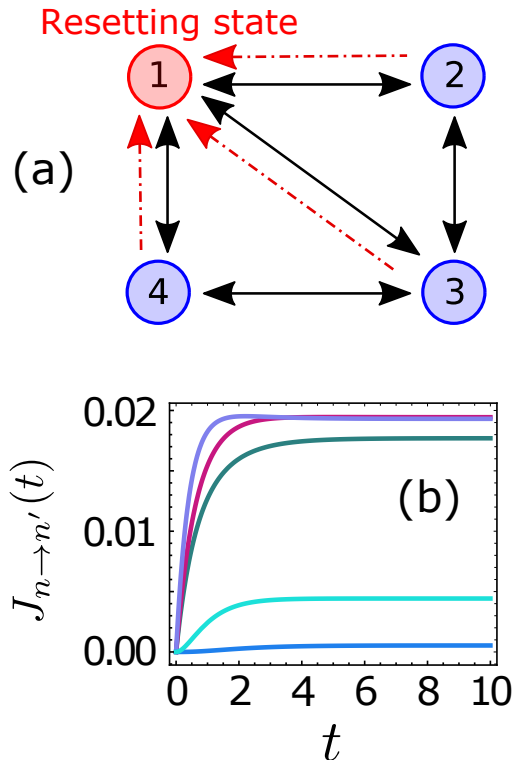 Resetting state
1 2
(a)
4 3
0.02
0.01
0.00
J_{n→n'}(t)
(b)
0 2 4 6 8 10
t